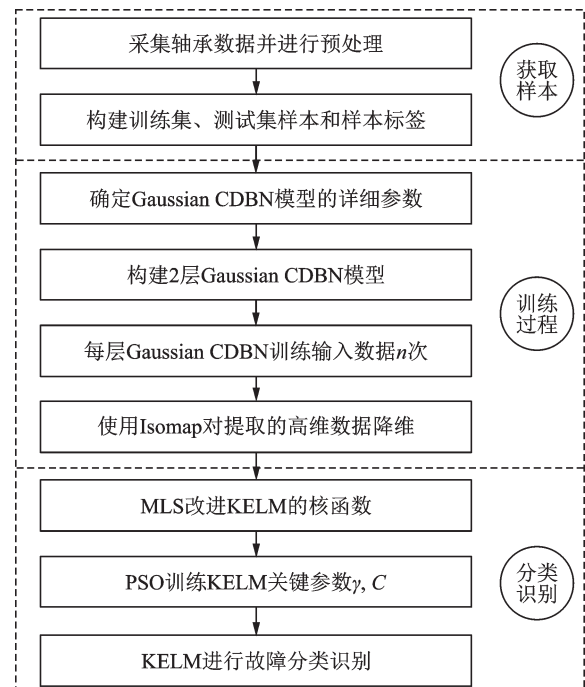 采集轴承数据并进行预处理
构建训练集、测试集样本和样本标签
获取
样本
确定Gaussian CDBN模型的详细参数
构建2层Gaussian CDBN模型
每层Gaussian CDBN训练输入数据n次
使用Isomap对提取的高维数据降维
训练
过程
MLS改进KELM的核函数
PSO训练KELM关键参数γ, C
KELM进行故障分类识别
分类
识别